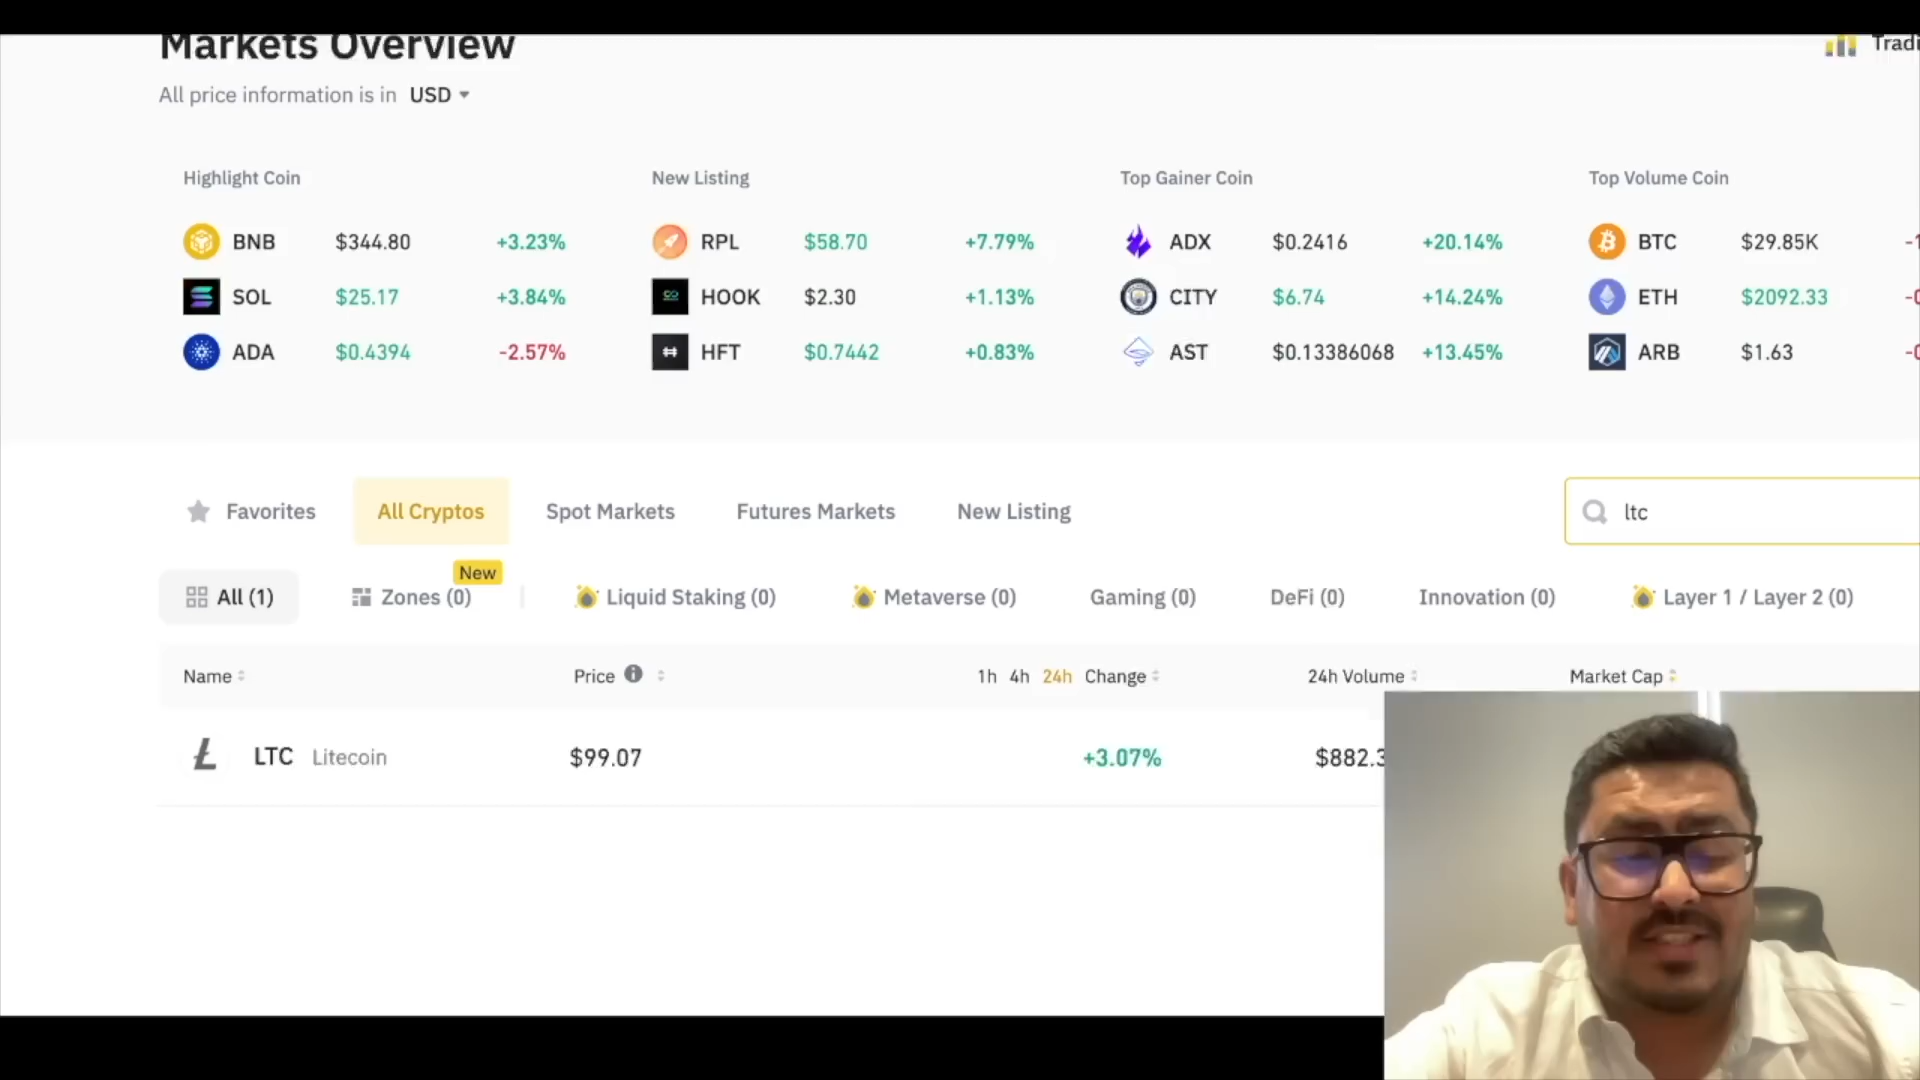 Markets Overview
All price information is in USD
Highlight Coin
BNB $344.80 +3.23%
SOL $25.17 +3.84%
ADA $0.4394 -2.57%
New Listing
RPL $58.70 +7.79%
HOOK $2.30 +1.13%
HFT $0.7442 +0.83%
Top Gainer Coin
ADX $0.2416 +20.14%
CITY $6.74 +14.24%
AST $0.13386068 +13.45%
Top Volume Coin
BTC $29.85K
ETH $2092.33
ARB $1.63
Favorites All Cryptos Spot Markets Futures Markets New Listing ltc
New
All (1) Zones (0) Liquid Staking (0) Metaverse (0) Gaming (0) DeFi (0) Innovation (0) Layer 1 / Layer 2 (0)
Name Price 1h 4h 24h Change 24h Volume Market Cap
LTC Litecoin $99.07 +3.07% $882.3